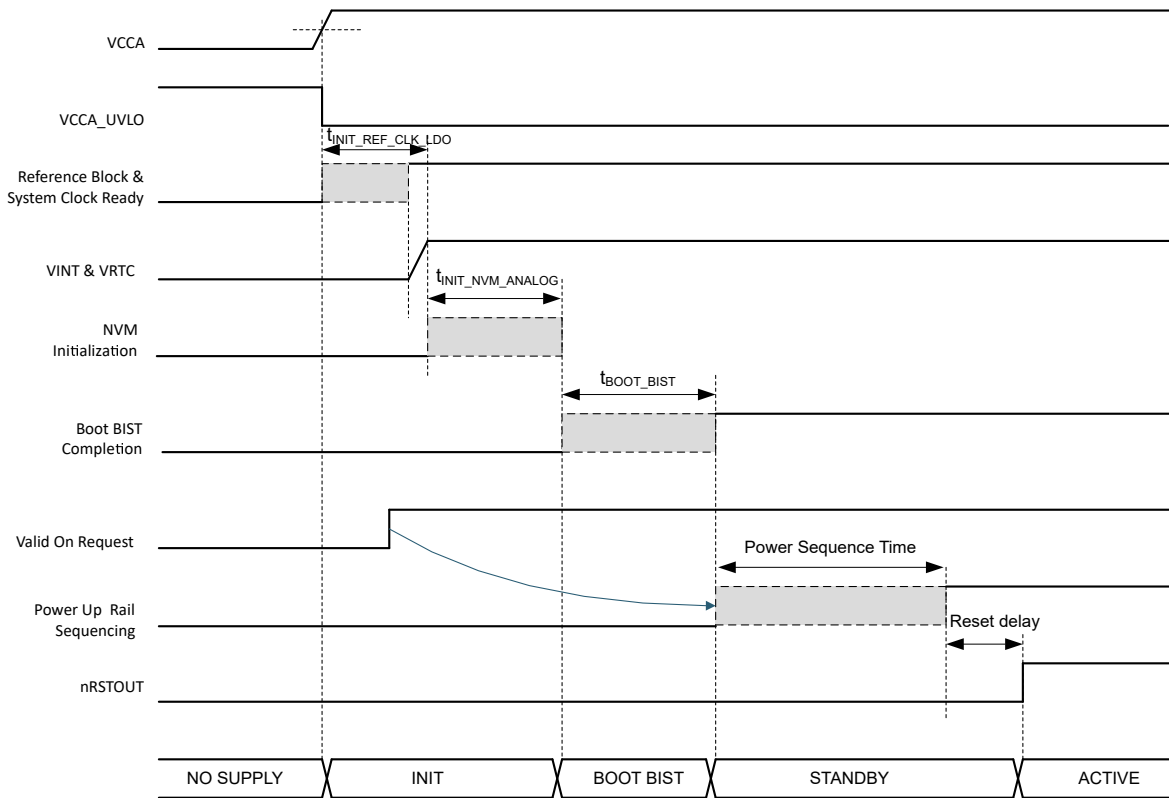 VCCA
VCCA_UVLO
tINIT_REF_CLK_LDO
Reference Block &
System Clock Ready
VINT & VRTC
tINIT_NVM_ANALOG
NVM
Initialization
tBOOT_BIST
Boot BIST
Completion
Valid On Request
Power Sequence Time
Power Up Rail
Sequencing
Reset delay
nRSTOUT
NO SUPPLY
INIT
BOOT BIST
STANDBY
ACTIVE